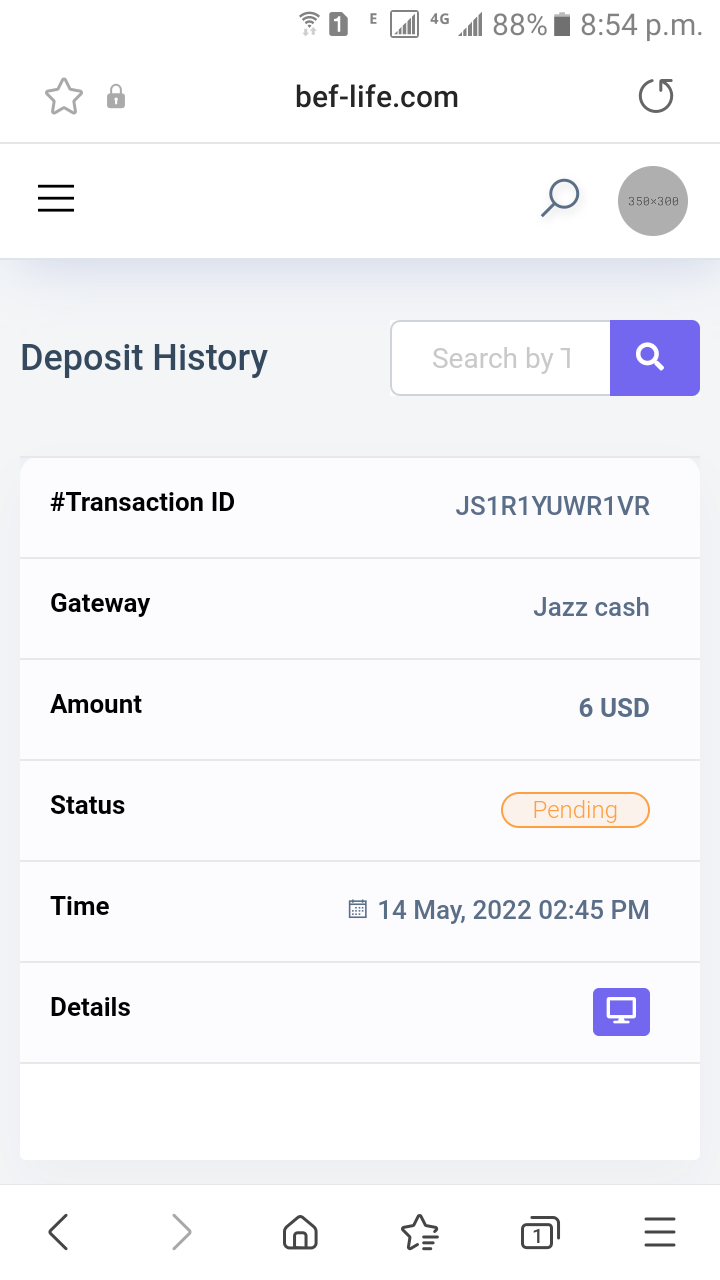 1 E 4G 88% 8:54 p.m.
bef-life.com
350×300
Deposit History
Search by T
#Transaction ID JS1R1YUWR1VR
Gateway Jazz cash
Amount 6 USD
Status Pending
Time 14 May, 2022 02:45 PM
Details
1